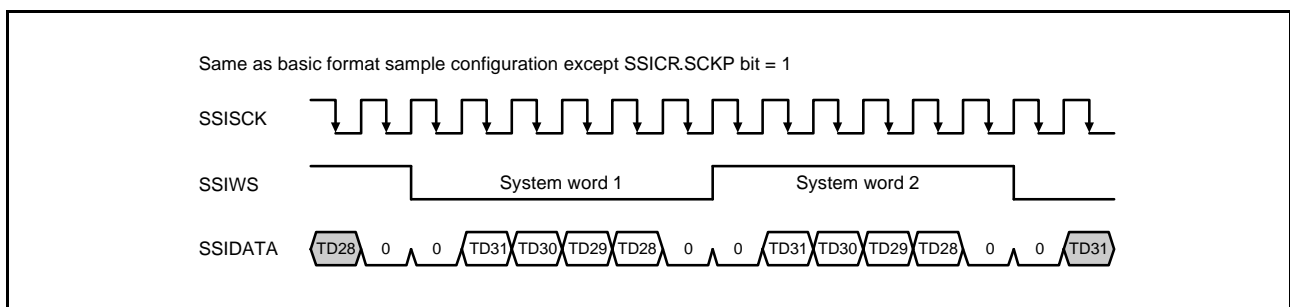 Same as basic format sample configuration except SSICR.SCKP bit = 1
SSISCK
SSIWS System word 1 System word 2
SSIDATA TD28 0 0 TD31 TD30 TD29 TD28 0 0 TD31 TD30 TD29 TD28 0 0 TD31